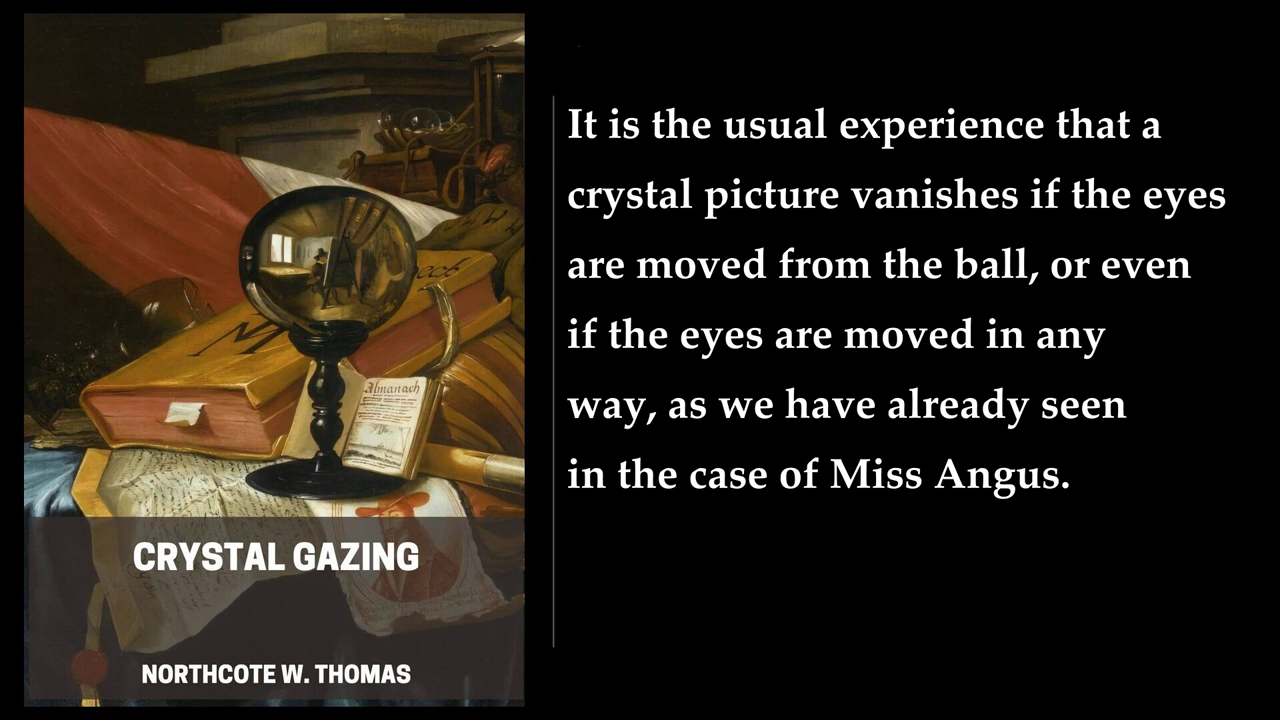 It is the usual experience that a
crystal picture vanishes if the eyes
are moved from the ball, or even
if the eyes are moved in any
way, as we have already seen
in the case of Miss Angus.
Almanach
CRYSTAL GAZING
NORTHCOTE W. THOMAS